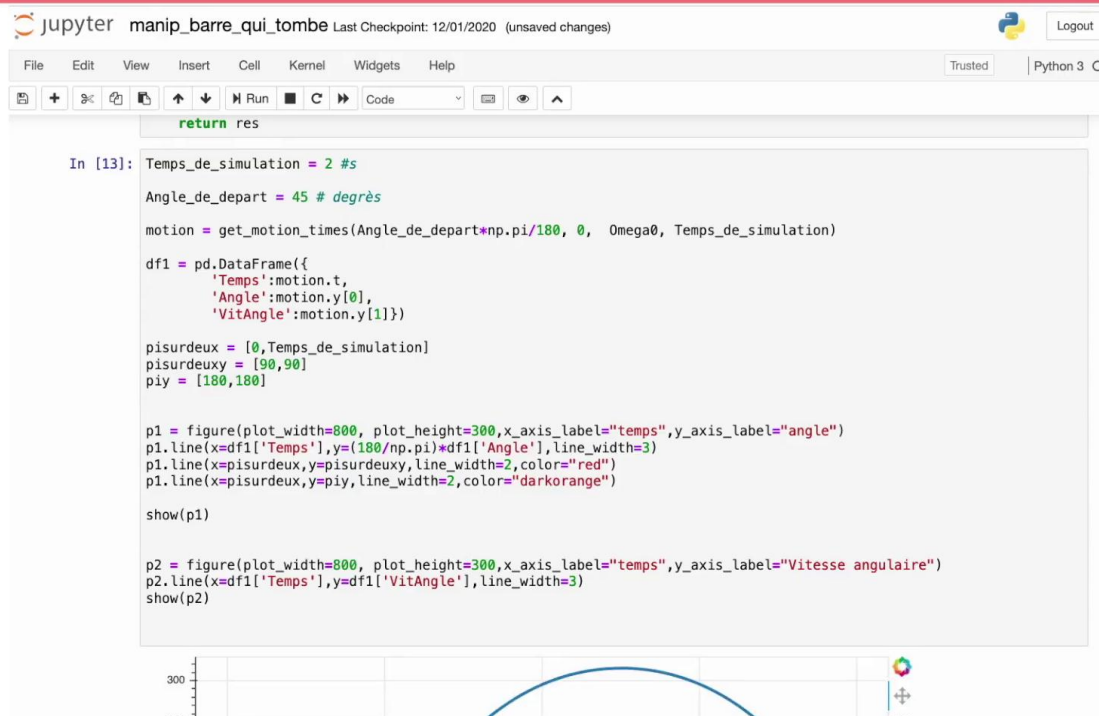 jupyter manip_barre_qui_tombe Last Checkpoint: 12/01/2020 (unsaved changes) Logout
File Edit View Insert Cell Kernel Widgets Help Trusted Python 3
Run Code
return res
In [13]: Temps_de_simulation = 2 #s
Angle_de_depart = 45 # degrès
motion = get_motion_times(Angle_de_depart*np.pi/180, 0, Omega0, Temps_de_simulation)
df1 = pd.DataFrame({
'Temps':motion.t,
'Angle':motion.y[0],
'VitAngle':motion.y[1]})
pisurdeux = [0,Temps_de_simulation]
pisurdeuxy = [90,90]
piy = [180,180]
p1 = figure(plot_width=800, plot_height=300,x_axis_label="temps",y_axis_label="angle")
p1.line(x=df1['Temps'],y=(180/np.pi)*df1['Angle'],line_width=3)
p1.line(x=pisurdeux,y=pisurdeuxy,line_width=2,color="red")
p1.line(x=pisurdeux,y=piy,line_width=2,color="darkorange")
show(p1)
p2 = figure(plot_width=800, plot_height=300,x_axis_label="temps",y_axis_label="Vitesse angulaire")
p2.line(x=df1['Temps'],y=df1['VitAngle'],line_width=3)
show(p2)
300